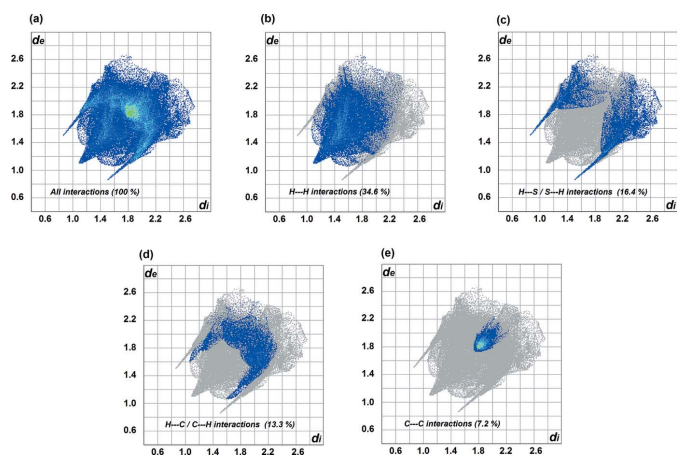 (a)
de
2.6
2.2
1.8
1.4
1.0
0.6
All interactions (100 %)
di
0.6 1.0 1.4 1.8 2.2 2.6
(b)
de
2.6
2.2
1.8
1.4
1.0
0.6
H---H interactions (34.6 %)
di
0.6 1.0 1.4 1.8 2.2 2.6
(c)
de
2.6
2.2
1.8
1.4
1.0
0.6
H---S / S---H interactions (16.4 %)
di
0.6 1.0 1.4 1.8 2.2 2.6
(d)
de
2.6
2.2
1.8
1.4
1.0
0.6
H---C / C---H interactions (13.3 %)
di
0.6 1.0 1.4 1.8 2.2 2.6
(e)
de
2.6
2.2
1.8
1.4
1.0
0.6
C---C interactions (7.2 %)
di
0.6 1.0 1.4 1.8 2.2 2.6